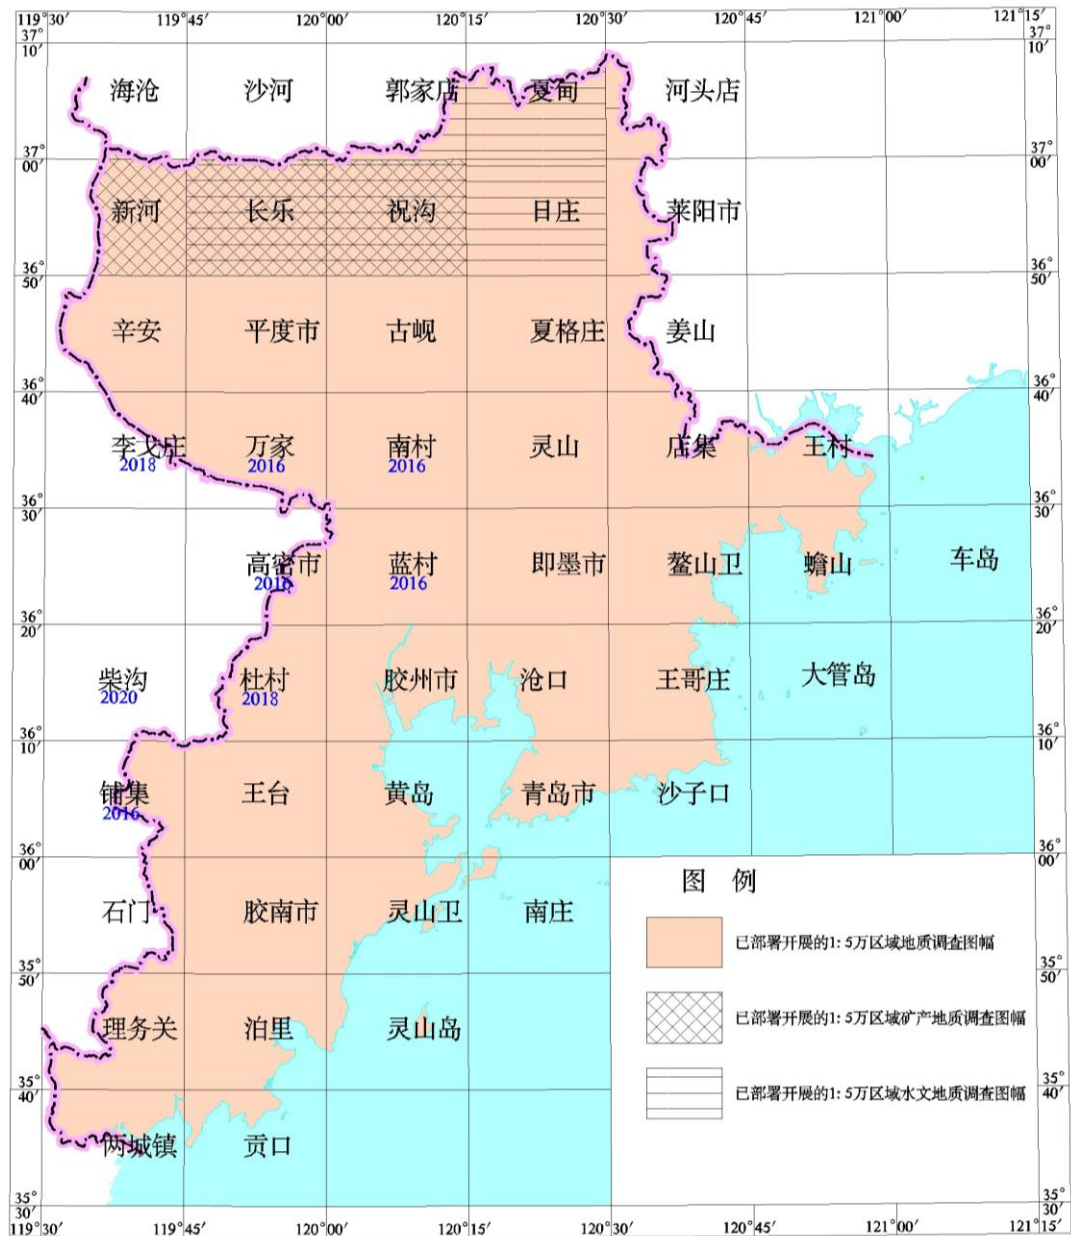 119°30′ 119°45′ 120°00′ 120°15′ 120°30′ 120°45′ 121°00′ 121°15′
37°
10′
37°
10′
海沧 沙河 郭家店 夏甸 河头店
37°
00′
37°
00′
新河 长乐 祝沟 日庄 莱阳市
36°
50′
36°
50′
辛安 平度市 古岘 夏格庄 姜山
36°
40′
36°
40′
李戈庄 万家 南村 灵山 店集 王村
2018 2016 2016
36°
30′
36°
30′
高密市 蓝村 即墨市 鳌山卫 蟾山 车岛
2016 2016
36°
20′
36°
20′
柴沟 杜村 胶州市 沧口 王哥庄 大管岛
2020 2018
36°
10′
36°
10′
铺集 王台 黄岛 青岛市 沙子口
2016
36°
00′
36°
00′
图 例
石门 胶南市 灵山卫 南庄
已部署开展的1:5万区域地质调查图幅
35°
50′
35°
50′
已部署开展的1:5万区域矿产地质调查图幅
理务关 泊里 灵山岛
35°
40′
35°
40′
已部署开展的1:5万区域水文地质调查图幅
两城镇 贡口
35°
30′
35°
30′
119°30′ 119°45′ 120°00′ 120°15′ 120°30′ 120°45′ 121°00′ 121°15′